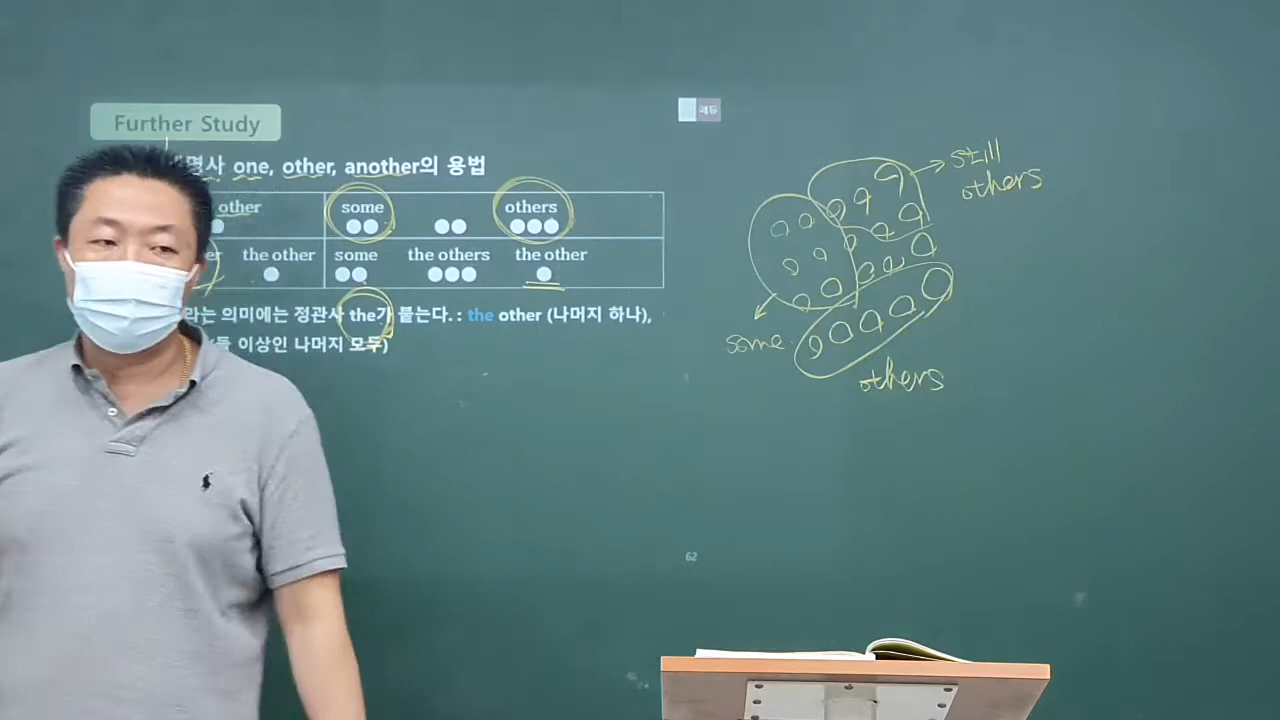 Further Study
에듀
명사 one, other, another의 용법
other some others
the other some the others the other
라는 의미에는 정관사 the가 붙는다. : the other (나머지 하나),
이상인 나머지 모두)
still
others
some
others
62